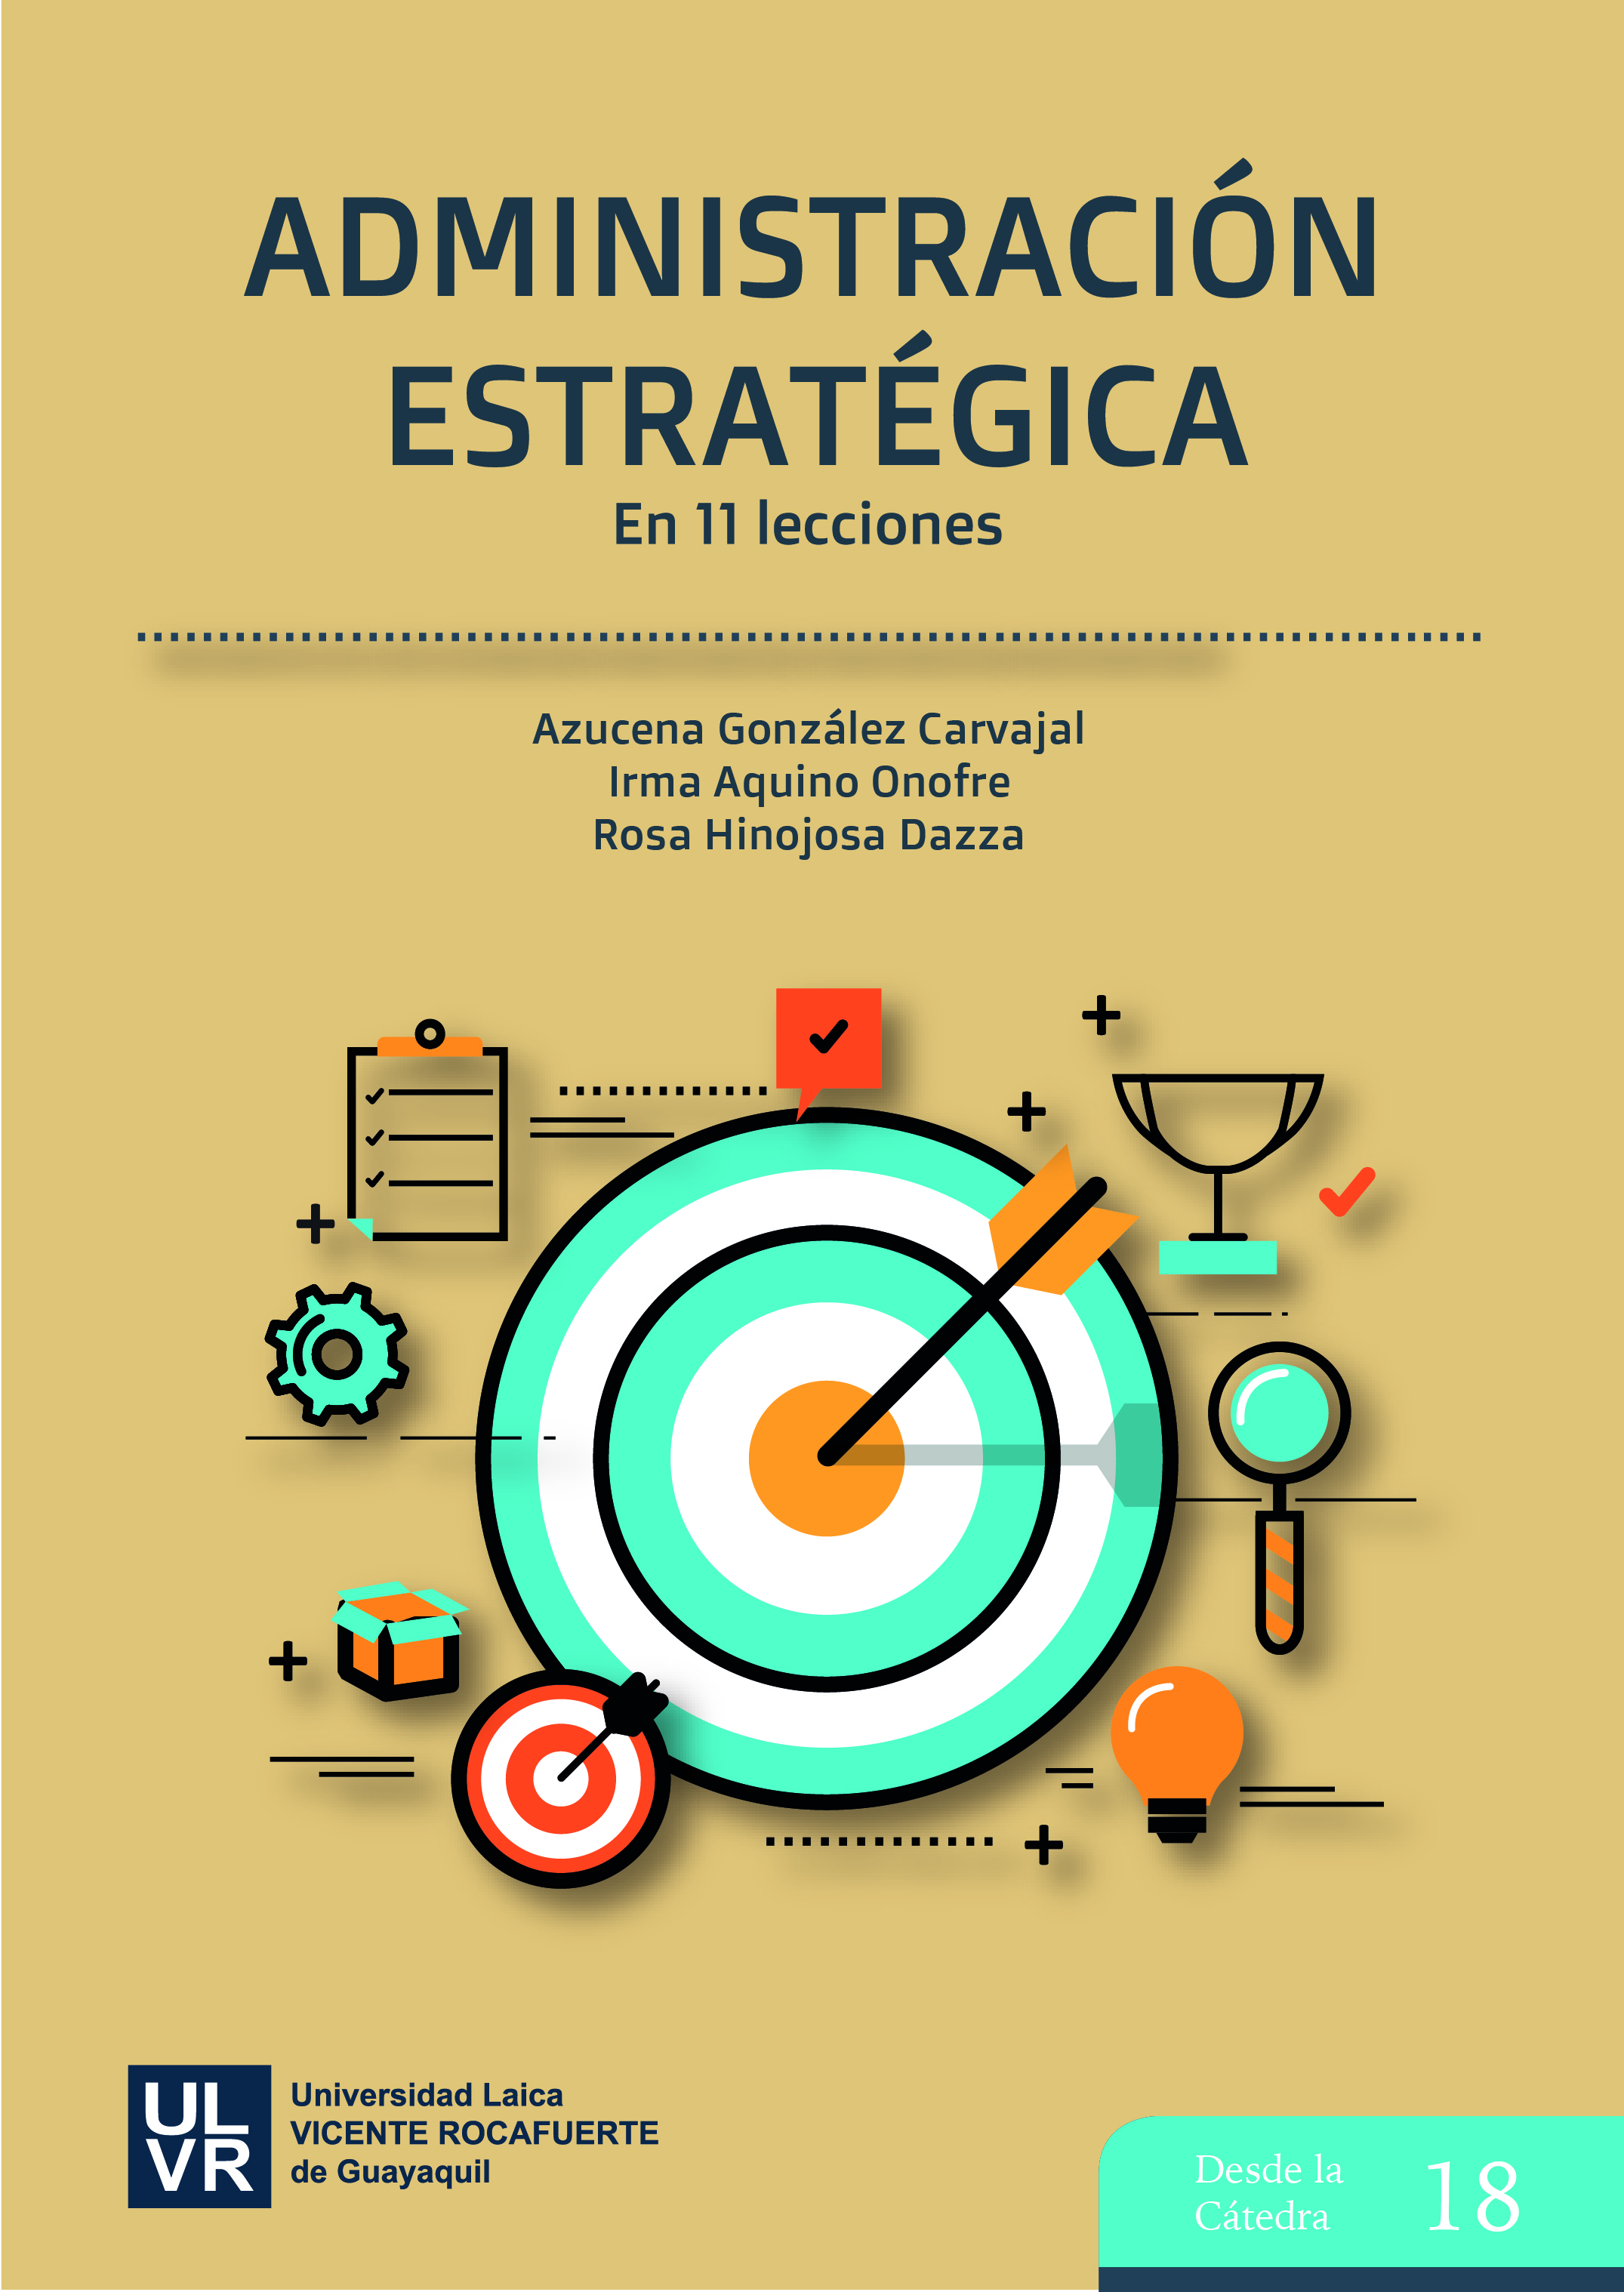 ADMINISTRACIÓN
ESTRATÉGICA
En 11 lecciones
Azucena González Carvajal
Irma Aquino Onofre
Rosa Hinojosa Dazza
UL
VR
Universidad Laica
VICENTE ROCAFUERTE
de Guayaquil
Desde la
Cátedra
18